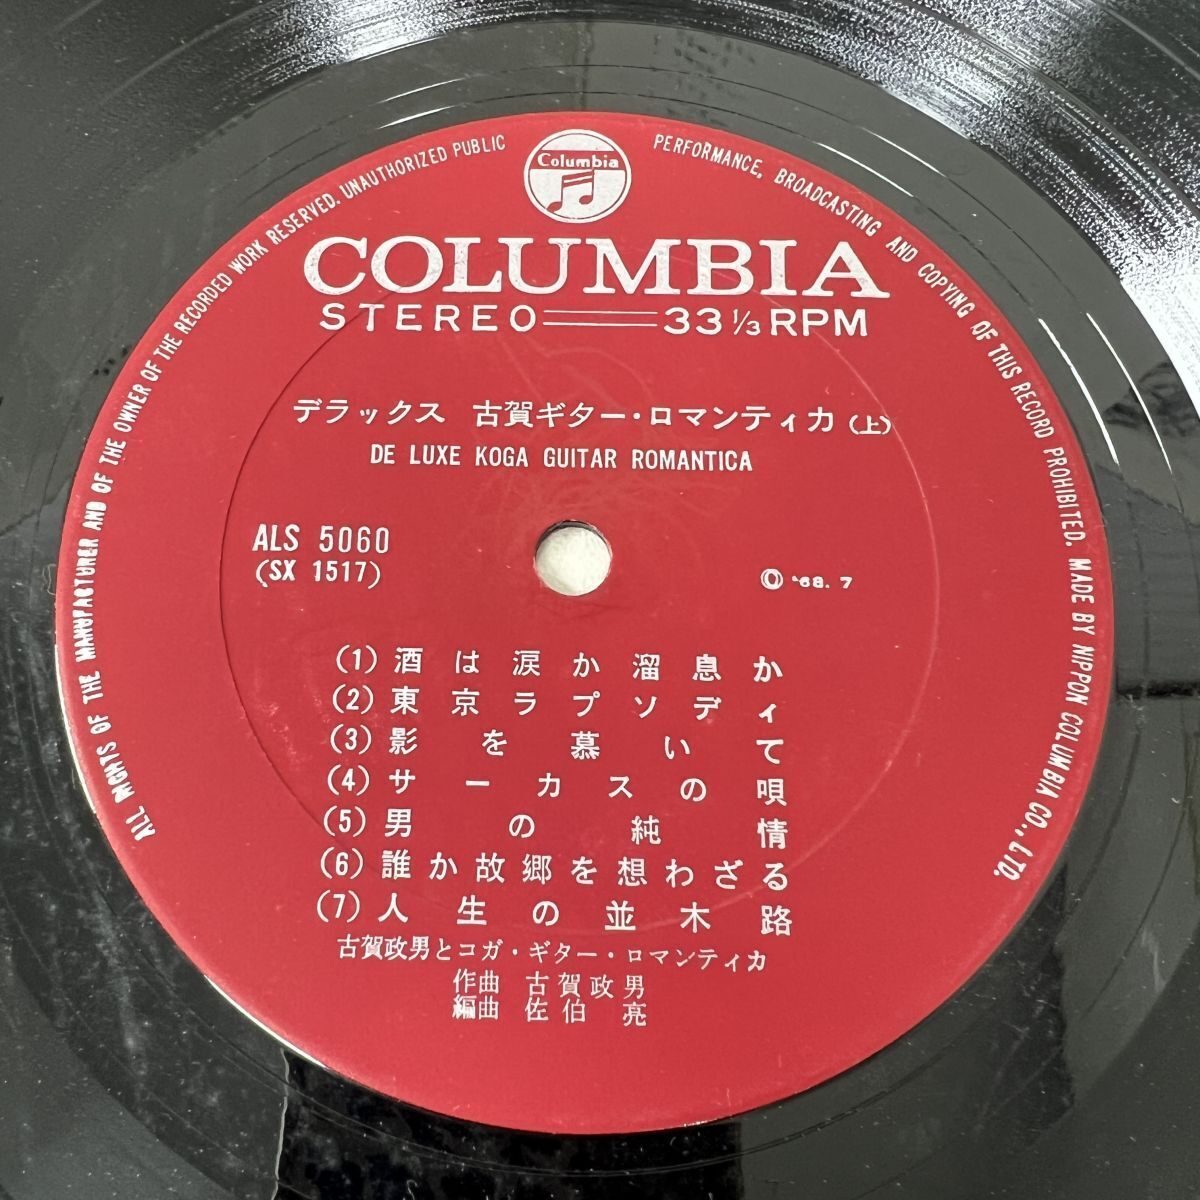 ALL RIGHTS OF THE MANUFACTURER AND OF THE OWNER OF THE RECORDED WORK RESERVED. UNAUTHORIZED PUBLIC PERFORMANCE, BROADCASTING AND COPYING OF THIS RECORD PROHIBITED. MADE BY NIPPON COLUMBIA CO., LTD.
Columbia
COLUMBIA
STEREO 33 1/3 RPM
デラックス 古賀ギター・ロマンティカ (上)
DE LUXE KOGA GUITAR ROMANTICA
ALS 5060
(SX 1517)
Ⓞ '68. 7
(1) 酒は涙か溜息か
(2) 東京ラプソディ
(3) 影を慕いて
(4) サーカスの唄
(5) 男の純情
(6) 誰か故郷を想わざる
(7) 人生の並木路
古賀政男とコガ・ギター・ロマンティカ
作曲 古賀政男
編曲 佐伯 亮